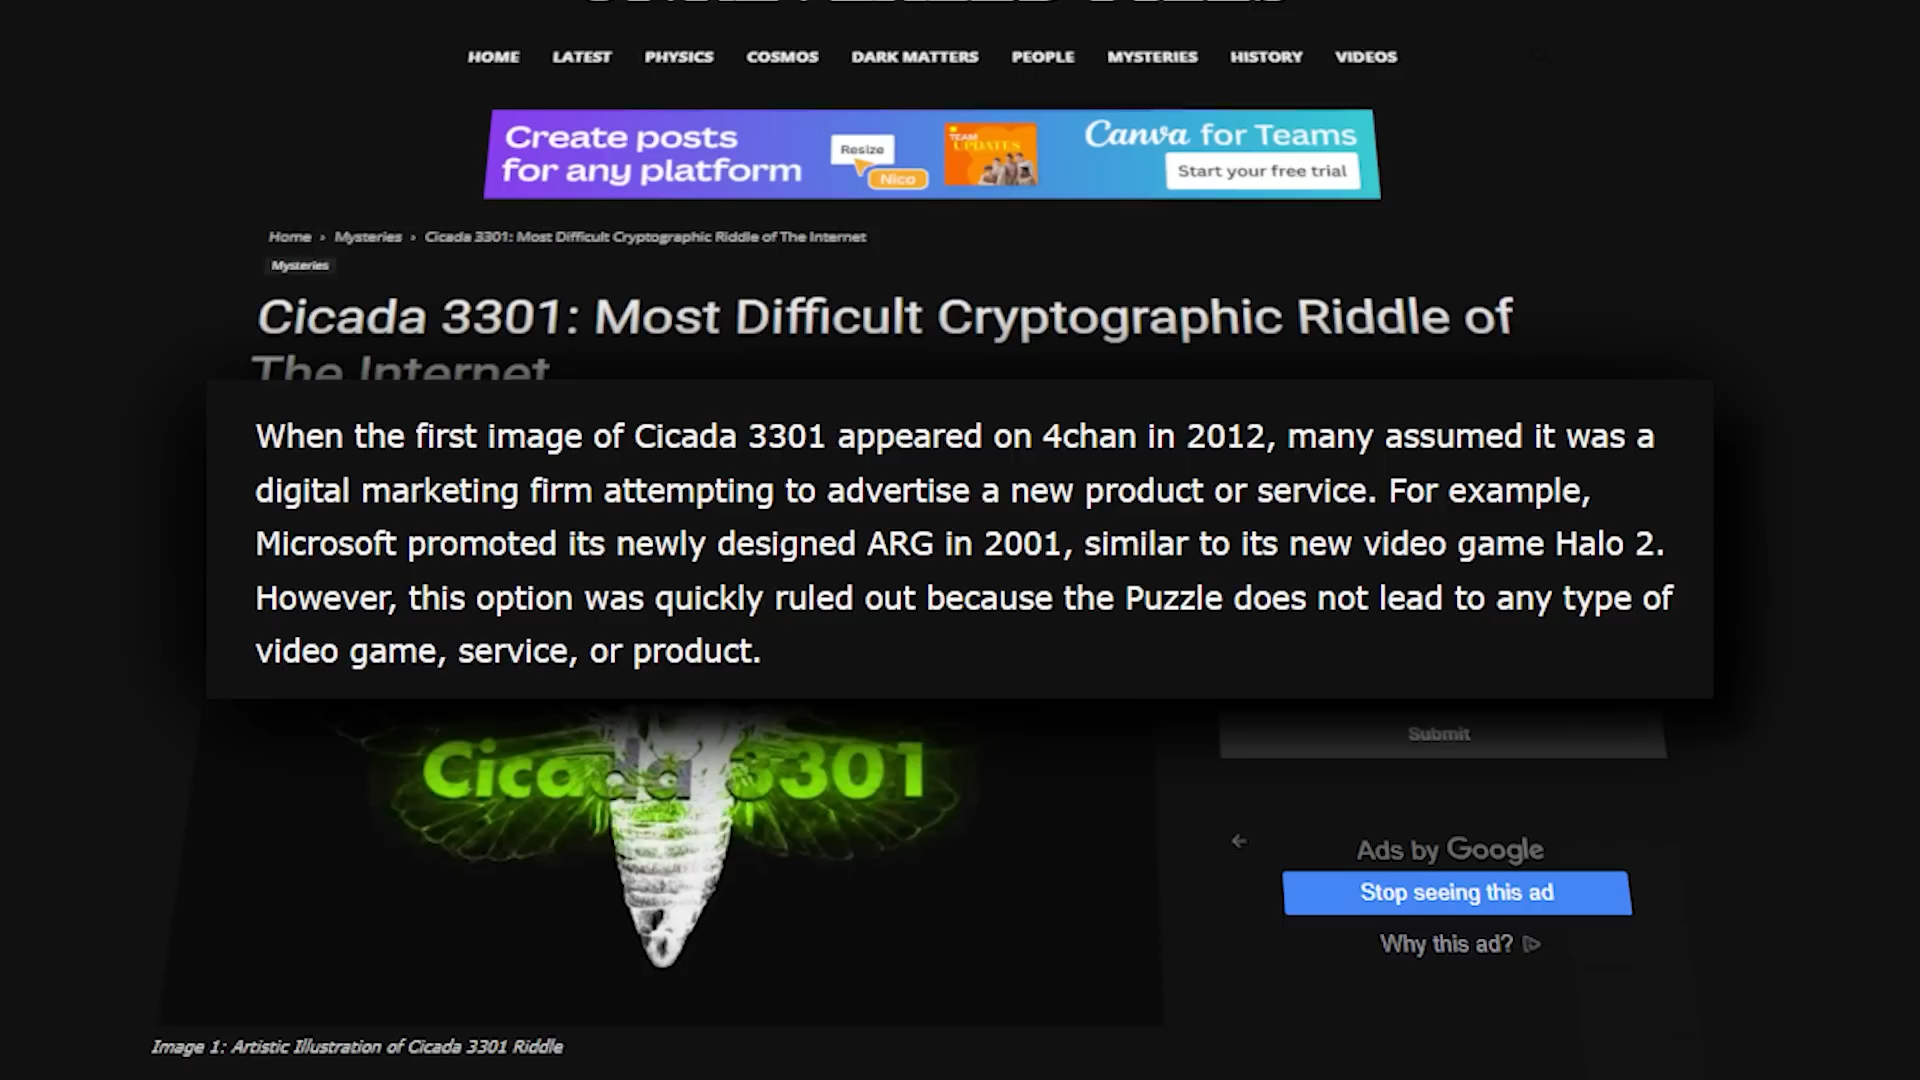 HOME LATEST PHYSICS COSMOS DARK MATTERS PEOPLE MYSTERIES HISTORY VIDEOS
Create posts
for any platform
Resize
Nico
TEAM
UPDATES
Canva for Teams
Start your free trial
Home › Mysteries › Cicada 3301: Most Difficult Cryptographic Riddle of The Internet
Mysteries
Cicada 3301: Most Difficult Cryptographic Riddle of
The Internet
When the first image of Cicada 3301 appeared on 4chan in 2012, many assumed it was a
digital marketing firm attempting to advertise a new product or service. For example,
Microsoft promoted its newly designed ARG in 2001, similar to its new video game Halo 2.
However, this option was quickly ruled out because the Puzzle does not lead to any type of
video game, service, or product.
Submit
Cicada 3301
Ads by Google
Stop seeing this ad
Why this ad?
Image 1: Artistic Illustration of Cicada 3301 Riddle